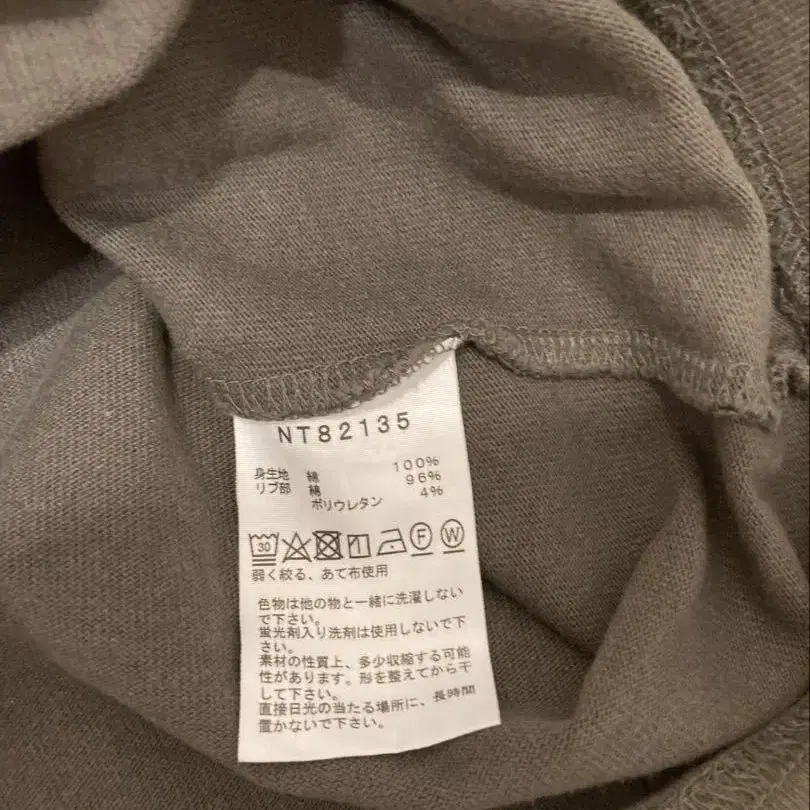 NT82135
身生地 綿 100%
リブ部 綿 96%
ポリウレタン 4%
30 F W
弱く絞る、あて布使用
色物は他の物と一緒に洗濯しない
で下さい。
蛍光剤入り洗剤は使用しないで下
さい。
素材の性質上、多少収縮する可能
性があります。形を整えてから干
して下さい。
直接日光の当たる場所に、長時間
置かないで下さい。